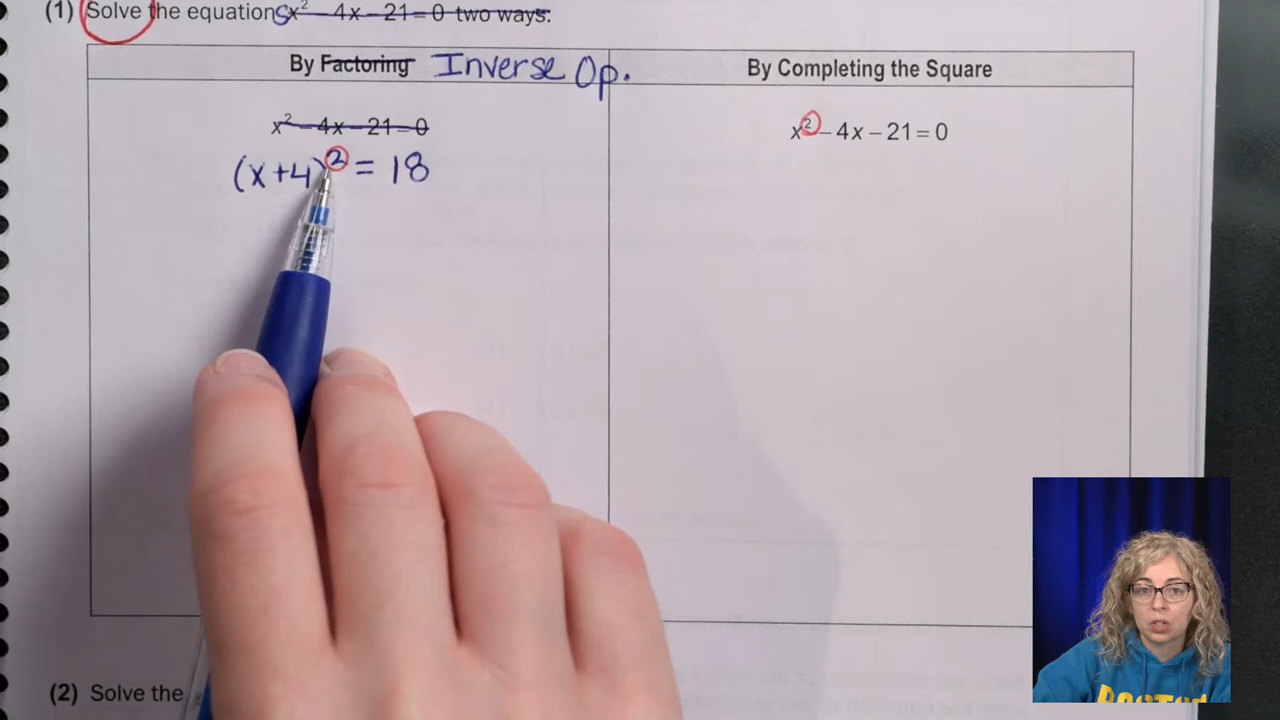 (1) Solve the equations x² – 4x – 21 = 0 two ways:
By Factoring Inverse Op.
By Completing the Square
x² – 4x – 21 = 0
x² – 4x – 21 = 0
(x+4)² = 18
(2) Solve the